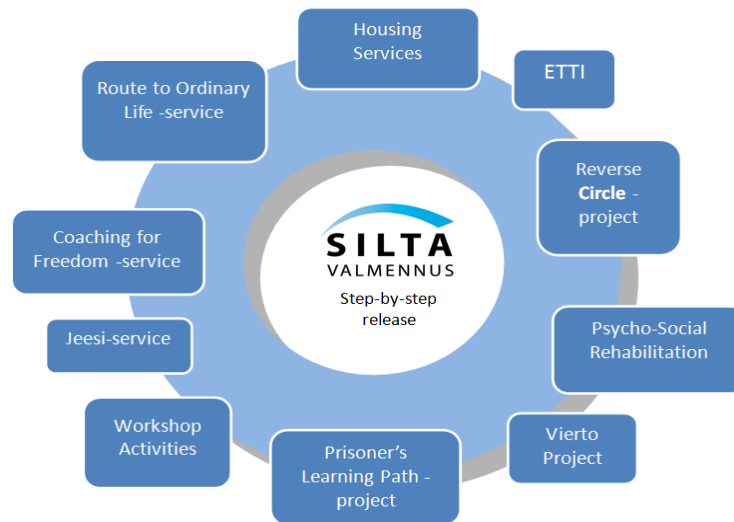 Housing
Services
ETTI
Route to Ordinary
Life -service
Reverse
Circle -
project
Coaching for
Freedom -service
SILTA
VALMENNUS
Step-by-step
release
Jeesi-service
Psycho-Social
Rehabilitation
Workshop
Activities
Vierto
Project
Prisoner's
Learning Path -
project